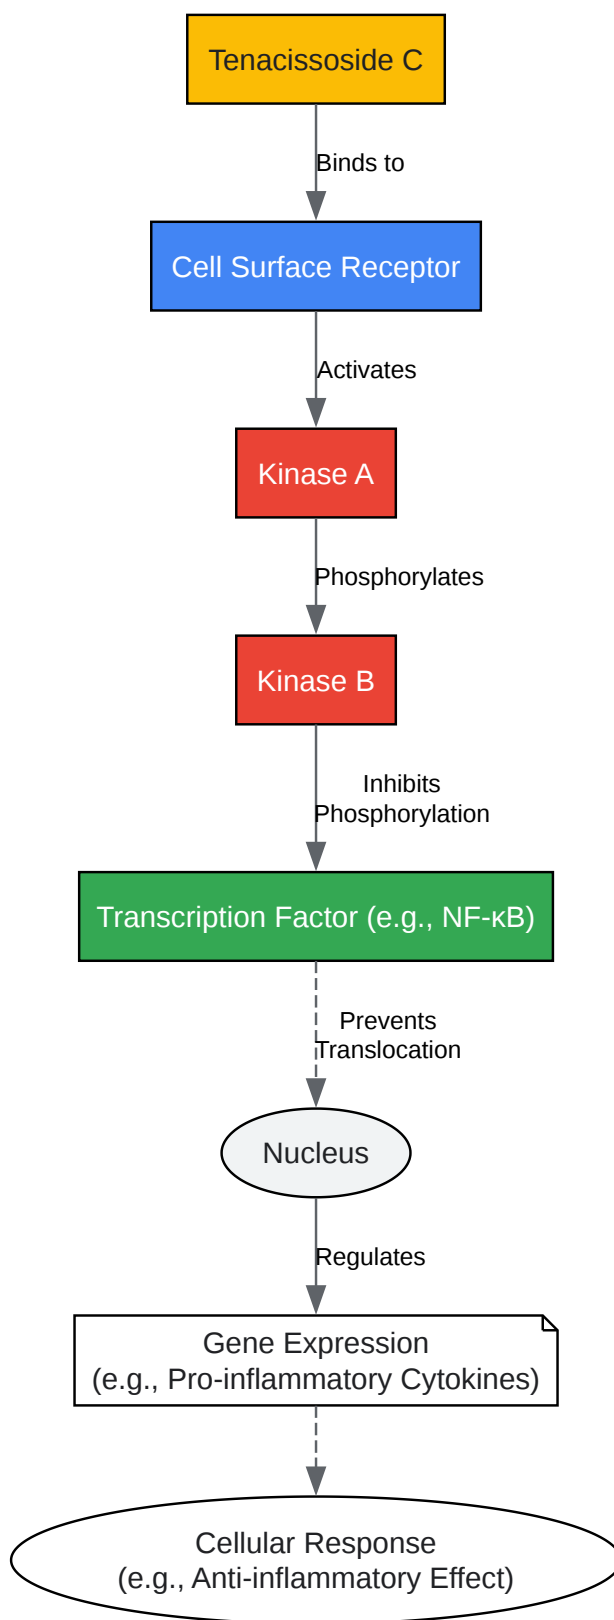 Tenacissoside C
Binds to
Cell Surface Receptor
Activates
Kinase A
Phosphorylates
Kinase B
Inhibits
Phosphorylation
Transcription Factor (e.g., NF-κB)
Prevents
Translocation
Nucleus
Regulates
Gene Expression
(e.g., Pro-inflammatory Cytokines)
Cellular Response
(e.g., Anti-inflammatory Effect)